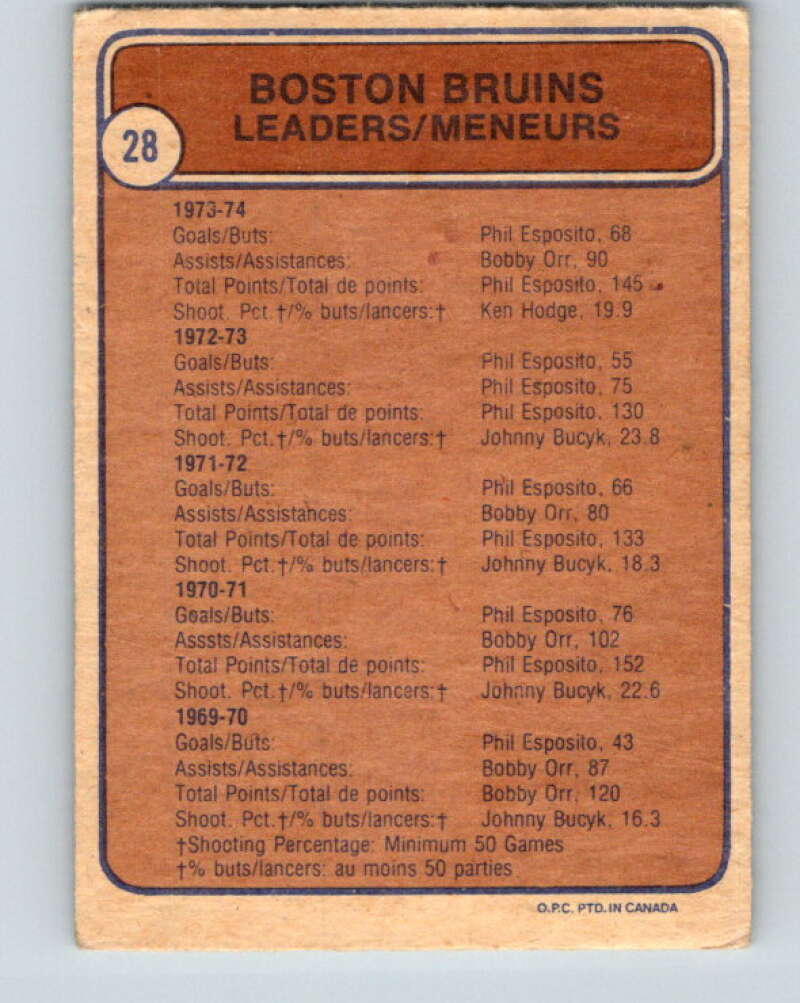 BOSTON BRUINS
LEADERS/MENEURS
28
1973-74
Goals/Buts: Phil Esposito, 68
Assists/Assistances: Bobby Orr, 90
Total Points/Total de points: Phil Esposito, 145
Shoot. Pct.†/% buts/lancers:† Ken Hodge, 19.9
1972-73
Goals/Buts: Phil Esposito, 55
Assists/Assistances: Phil Esposito, 75
Total Points/Total de points: Phil Esposito, 130
Shoot. Pct.†/% buts/lancers:† Johnny Bucyk, 23.8
1971-72
Goals/Buts: Phil Esposito, 66
Assists/Assistances: Bobby Orr, 80
Total Points/Total de points: Phil Esposito, 133
Shoot. Pct.†/% buts/lancers:† Johnny Bucyk, 18.3
1970-71
Goals/Buts: Phil Esposito, 76
Asssts/Assistances: Bobby Orr, 102
Total Points/Total de points: Phil Esposito, 152
Shoot. Pct.†/% buts/lancers:† Johnny Bucyk, 22.6
1969-70
Goals/Buts: Phil Esposito, 43
Assists/Assistances: Bobby Orr, 87
Total Points/Total de points: Bobby Orr, 120
Shoot. Pct.†/% buts/lancers:† Johnny Bucyk, 16.3
†Shooting Percentage: Minimum 50 Games
†% buts/lancers: au moins 50 parties
O.P.C. PTD. IN CANADA